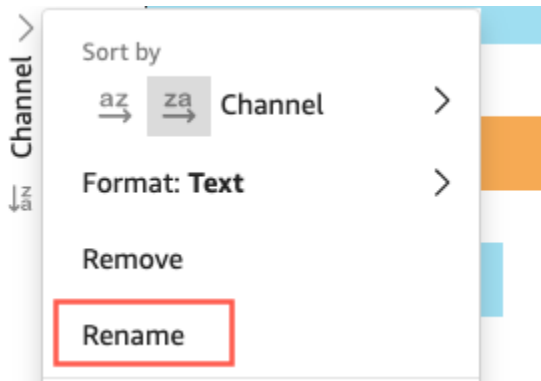 Channel
Sort by
az za Channel
Format: Text
Remove
Rename